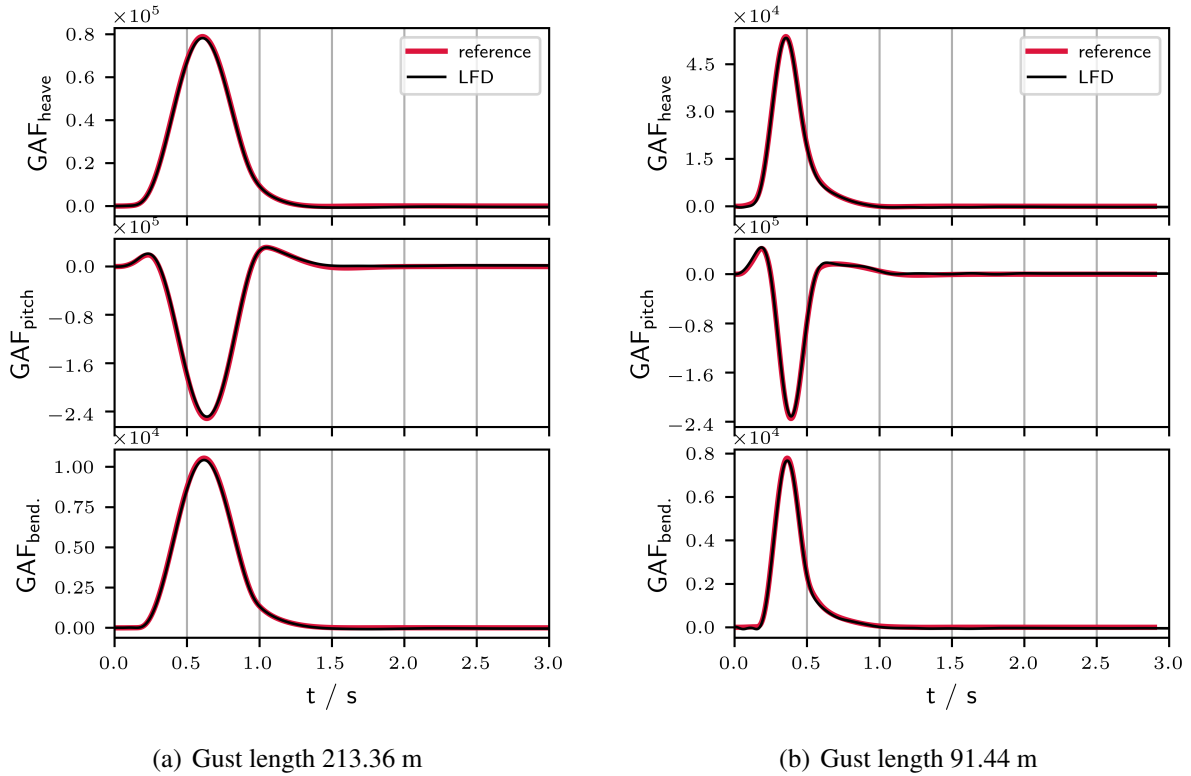 ×10⁵
0.8
0.6
0.4
0.2
0.0
GAF_heave
reference
LFD
×10⁵
0.0
−0.8
−1.6
−2.4
GAF_pitch
×10⁴
1.00
0.75
0.50
0.25
0.00
GAF_bend.
0.0 0.5 1.0 1.5 2.0 2.5 3.0
t / s
(a) Gust length 213.36 m
×10⁴
4.5
3.0
1.5
0.0
GAF_heave
reference
LFD
×10⁵
0.0
−0.8
−1.6
−2.4
GAF_pitch
×10⁴
0.8
0.6
0.4
0.2
0.0
GAF_bend.
0.0 0.5 1.0 1.5 2.0 2.5 3.0
t / s
(b) Gust length 91.44 m